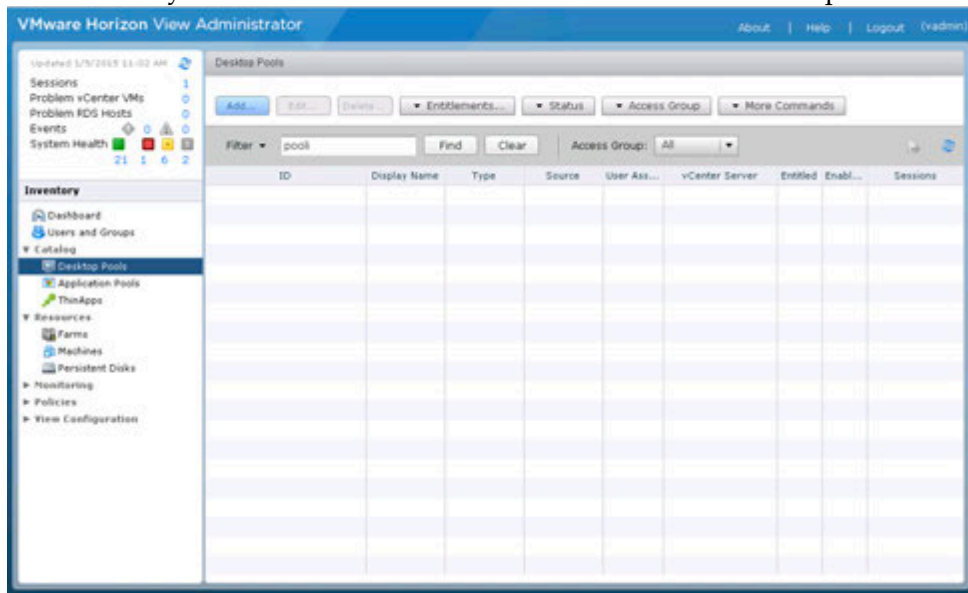 VMware Horizon View Administrator
About | Help | Logout (vadmin)
Updated 1/5/2015 11:02 AM
Desktop Pools
Sessions 1
Problem vCenter VMs 0
Problem RDS Hosts 0
Events 0 0
System Health
21 1 6 2
Add... Edit... Delete... Entitlements... Status Access Group More Commands
Filter pooli Find Clear Access Group: All
ID Display Name Type Source User Ass... vCenter Server Entitled Enabl... Sessions
Inventory
Dashboard
Users and Groups
Catalog
Desktop Pools
Application Pools
ThinApps
Resources
Farms
Machines
Persistent Disks
Monitoring
Policies
View Configuration